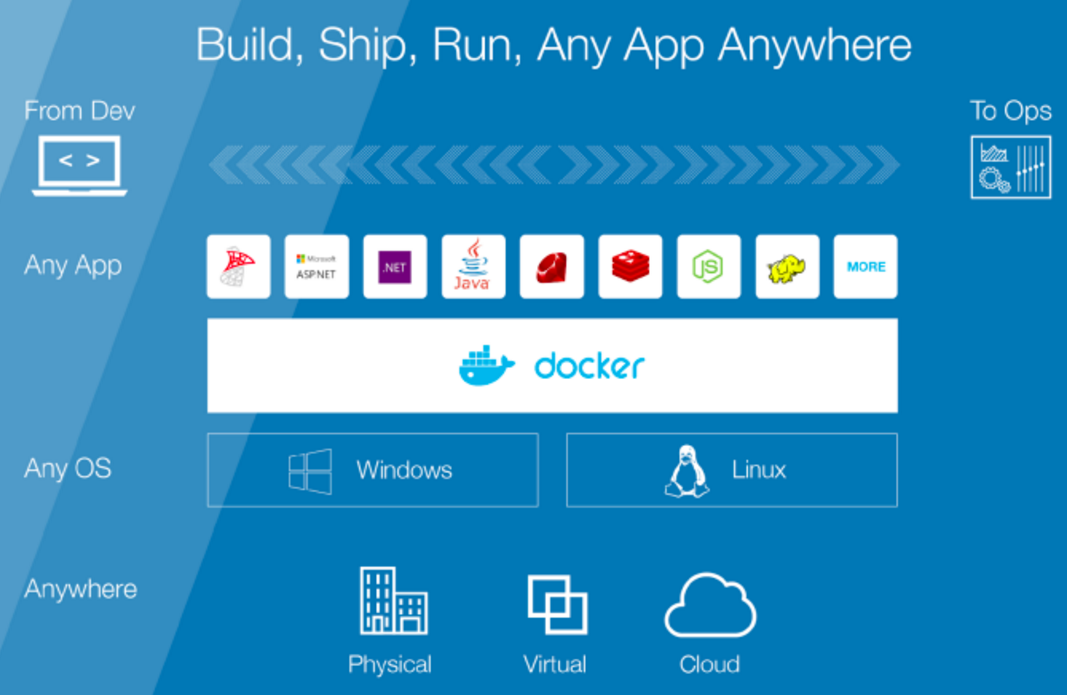 Build, Ship, Run, Any App Anywhere
From Dev
To Ops
< >
Any App
Microsoft
ASP.NET
.NET
Java
JS
MORE
docker
Any OS
Windows
Linux
Anywhere
Physical
Virtual
Cloud